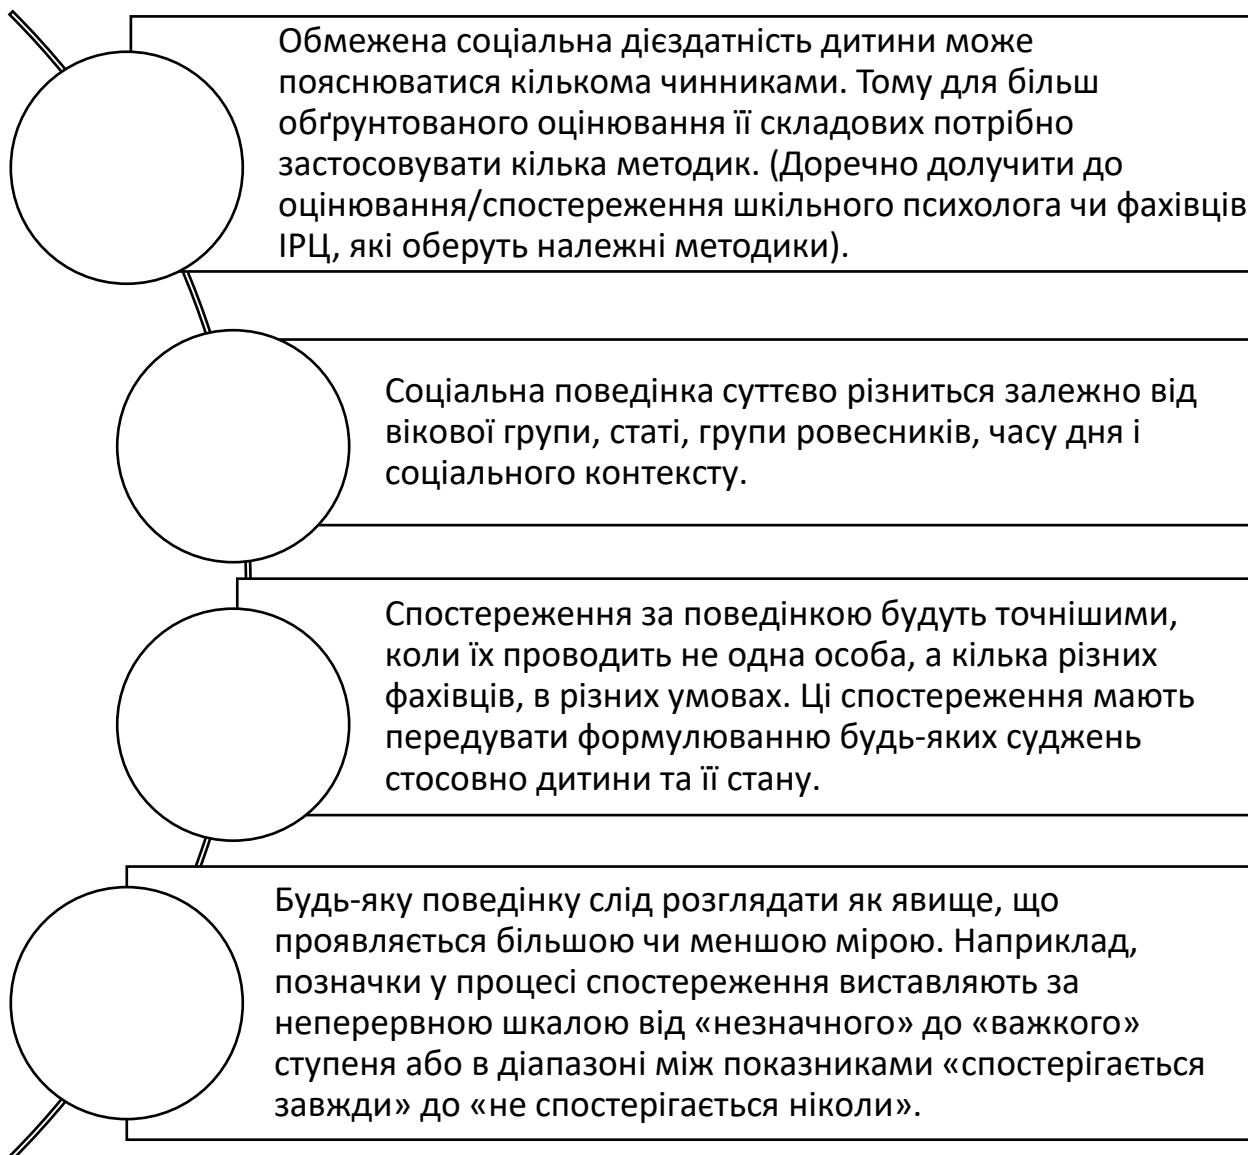 Обмежена соціальна дієздатність дитини може
пояснюватися кількома чинниками. Тому для більш
обґрунтованого оцінювання її складових потрібно
застосовувати кілька методик. (Доречно долучити до
оцінювання/спостереження шкільного психолога чи фахівців
ІРЦ, які оберуть належні методики).
Соціальна поведінка суттєво різниться залежно від
вікової групи, статі, групи ровесників, часу дня і
соціального контексту.
Спостереження за поведінкою будуть точнішими,
коли їх проводить не одна особа, а кілька різних
фахівців, в різних умовах. Ці спостереження мають
передувати формулюванню будь-яких суджень
стосовно дитини та її стану.
Будь-яку поведінку слід розглядати як явище, що
проявляється більшою чи меншою мірою. Наприклад,
позначки у процесі спостереження виставляють за
неперервною шкалою від «незначного» до «важкого»
ступеня або в діапазоні між показниками «спостерігається
завжди» до «не спостерігається ніколи».